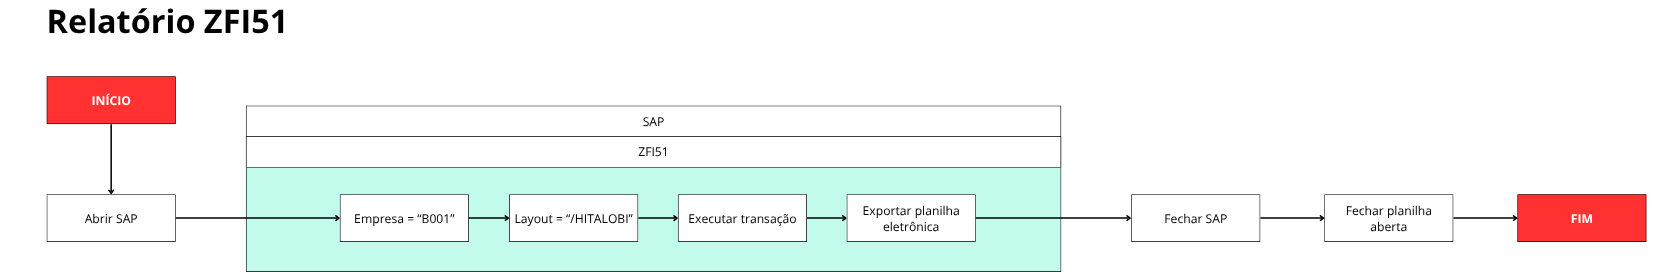 Relatório ZFI51
INÍCIO
SAP
ZFI51
Abrir SAP
Empresa = “B001”
Layout = “/HITALOBI”
Executar transação
Exportar planilha
eletrônica
Fechar SAP
Fechar planilha
aberta
FIM